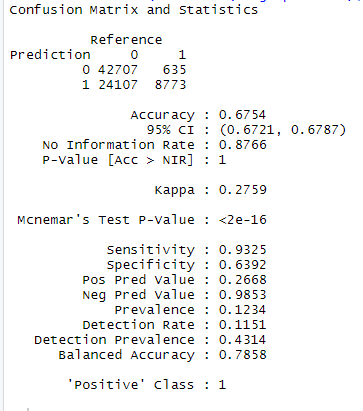 Confusion Matrix and Statistics
Reference
Prediction 0 1
0 42707 635
1 24107 8773
Accuracy : 0.6754
95% CI : (0.6721, 0.6787)
No Information Rate : 0.8766
P-Value [Acc > NIR] : 1
Kappa : 0.2759
Mcnemar's Test P-Value : <2e-16
Sensitivity : 0.9325
Specificity : 0.6392
Pos Pred Value : 0.2668
Neg Pred Value : 0.9853
Prevalence : 0.1234
Detection Rate : 0.1151
Detection Prevalence : 0.4314
Balanced Accuracy : 0.7858
'Positive' Class : 1